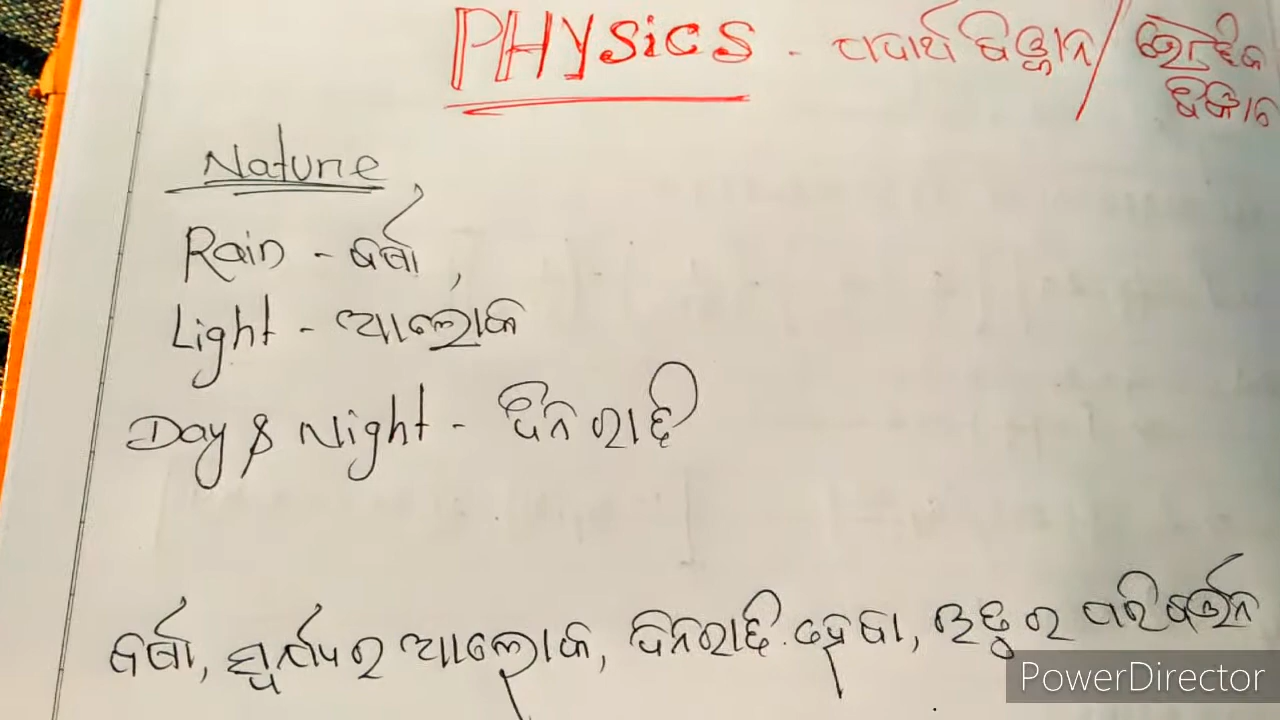 PHYSICS - ପଦାର୍ଥ ବିଜ୍ଞାନ / ଭୌତିକ ବିଜ୍ଞାନ
Nature
Rain - ବର୍ଷା,
Light - ଆଲୋକ
Day & Night - ଦିନ ରାତି
ବର୍ଷା, ସୂର୍ଯ୍ୟର ଆଲୋକ, ଦିନରାତି ହେବା, ଋତୁର ପରିବର୍ତ୍ତନ
PowerDirector